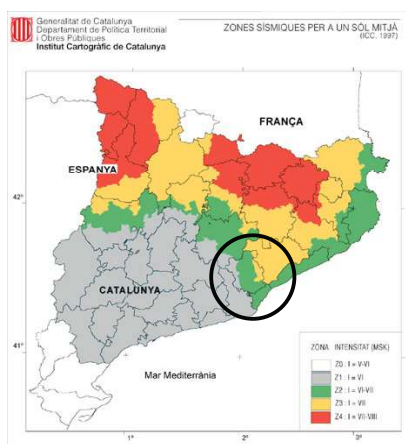 Generalitat de Catalunya
Departament de Política Territorial
i Obres Públiques
Institut Cartogràfic de Catalunya
ZONES SÍSMIQUES PER A UN SÒL MITJÀ
(ICC, 1997)
FRANÇA
ESPANYA
42°
CATALUNYA
41°
Mar Mediterrània
ZONA INTENSITAT (MSK)
Z0 : I = V-VI
Z1 : I = VI
Z2 : I = VI-VII
Z3 : I = VII
Z4 : I = VII-VIII
1° 2° 3°